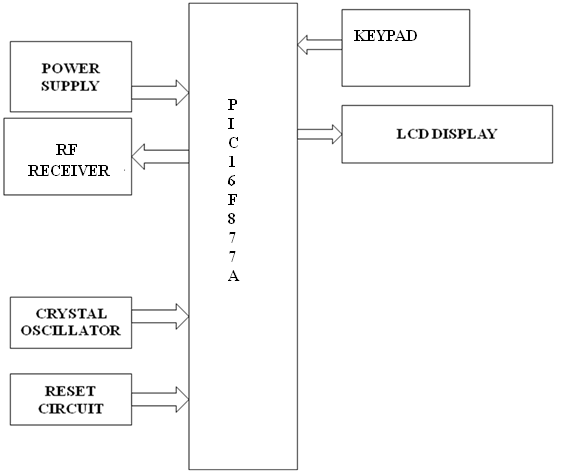 POWER
SUPPLY
RF
RECEIVER
CRYSTAL
OSCILLATOR
RESET
CIRCUIT
P
I
C
1
6
F
8
7
7
A
KEYPAD
LCD DISPLAY